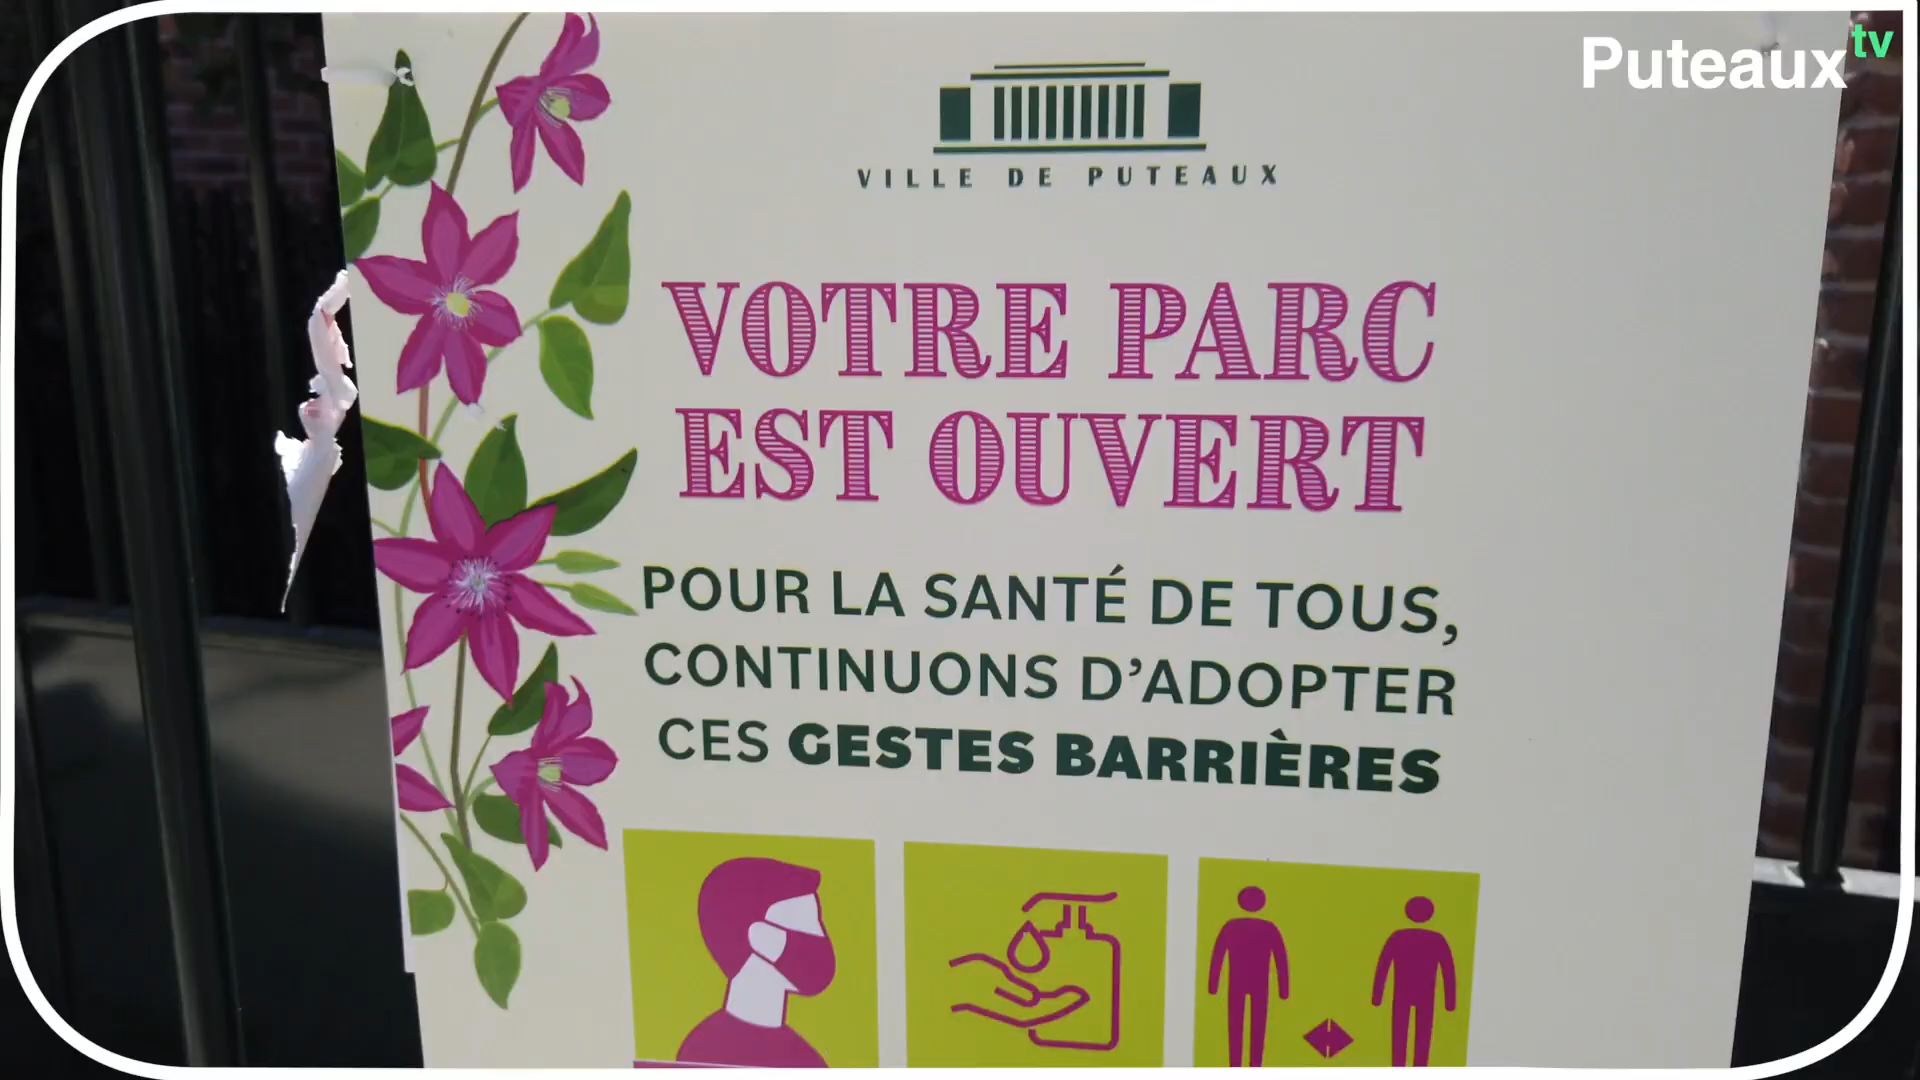 Puteaux tv
VILLE DE PUTEAUX
VOTRE PARC
EST OUVERT
POUR LA SANTÉ DE TOUS,
CONTINUONS D'ADOPTER
CES GESTES BARRIÈRES